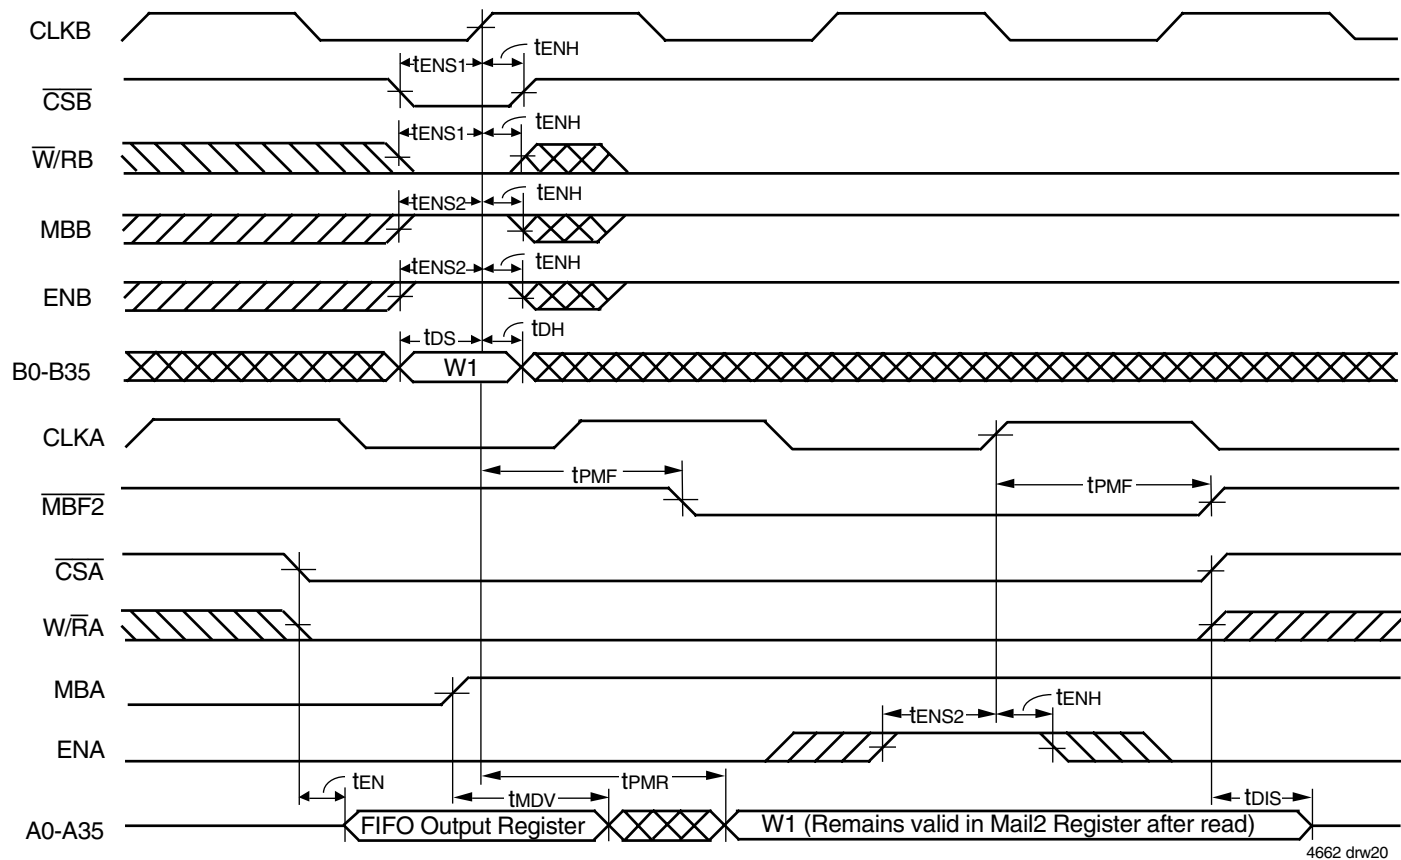 CLKB
tENS1
tENH
CSB
tENS1
tENH
W/RB
tENS2
tENH
MBB
tENS2
tENH
ENB
tDS
tDH
B0-B35
W1
CLKA
tPMF
tPMF
MBF2
CSA
W/RA
MBA
tENS2
tENH
ENA
tEN
tPMR
tMDV
tDIS
A0-A35
FIFO Output Register
W1 (Remains valid in Mail2 Register after read)
4662 drw20